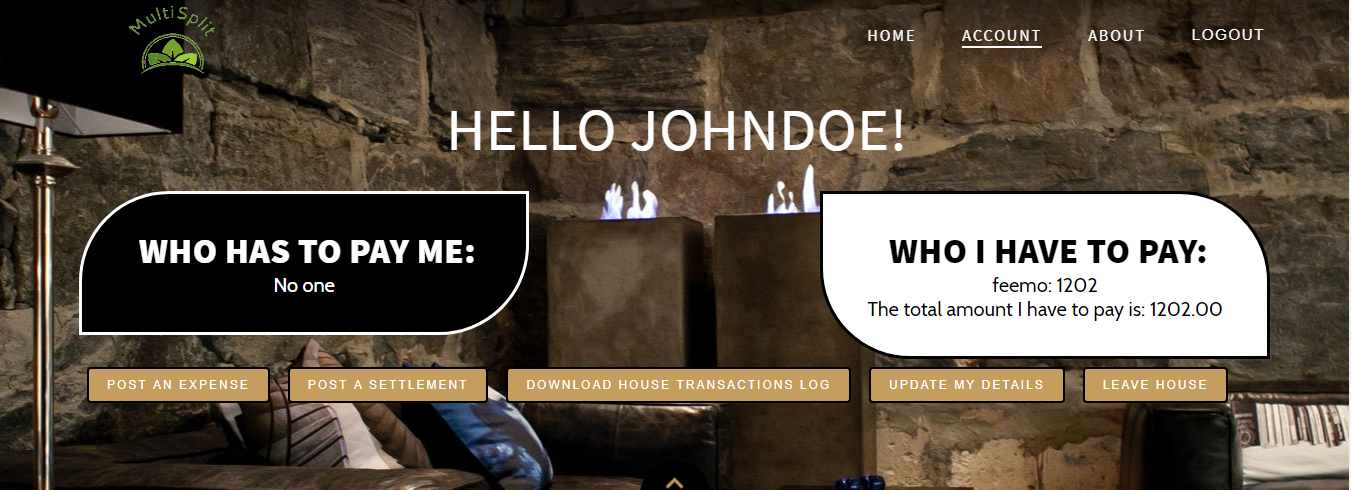 MultiSplit
HOME ACCOUNT ABOUT LOGOUT
HELLO JOHNDOE!
WHO HAS TO PAY ME:
No one
WHO I HAVE TO PAY:
feemo: 1202
The total amount I have to pay is: 1202.00
POST AN EXPENSE POST A SETTLEMENT DOWNLOAD HOUSE TRANSACTIONS LOG UPDATE MY DETAILS LEAVE HOUSE